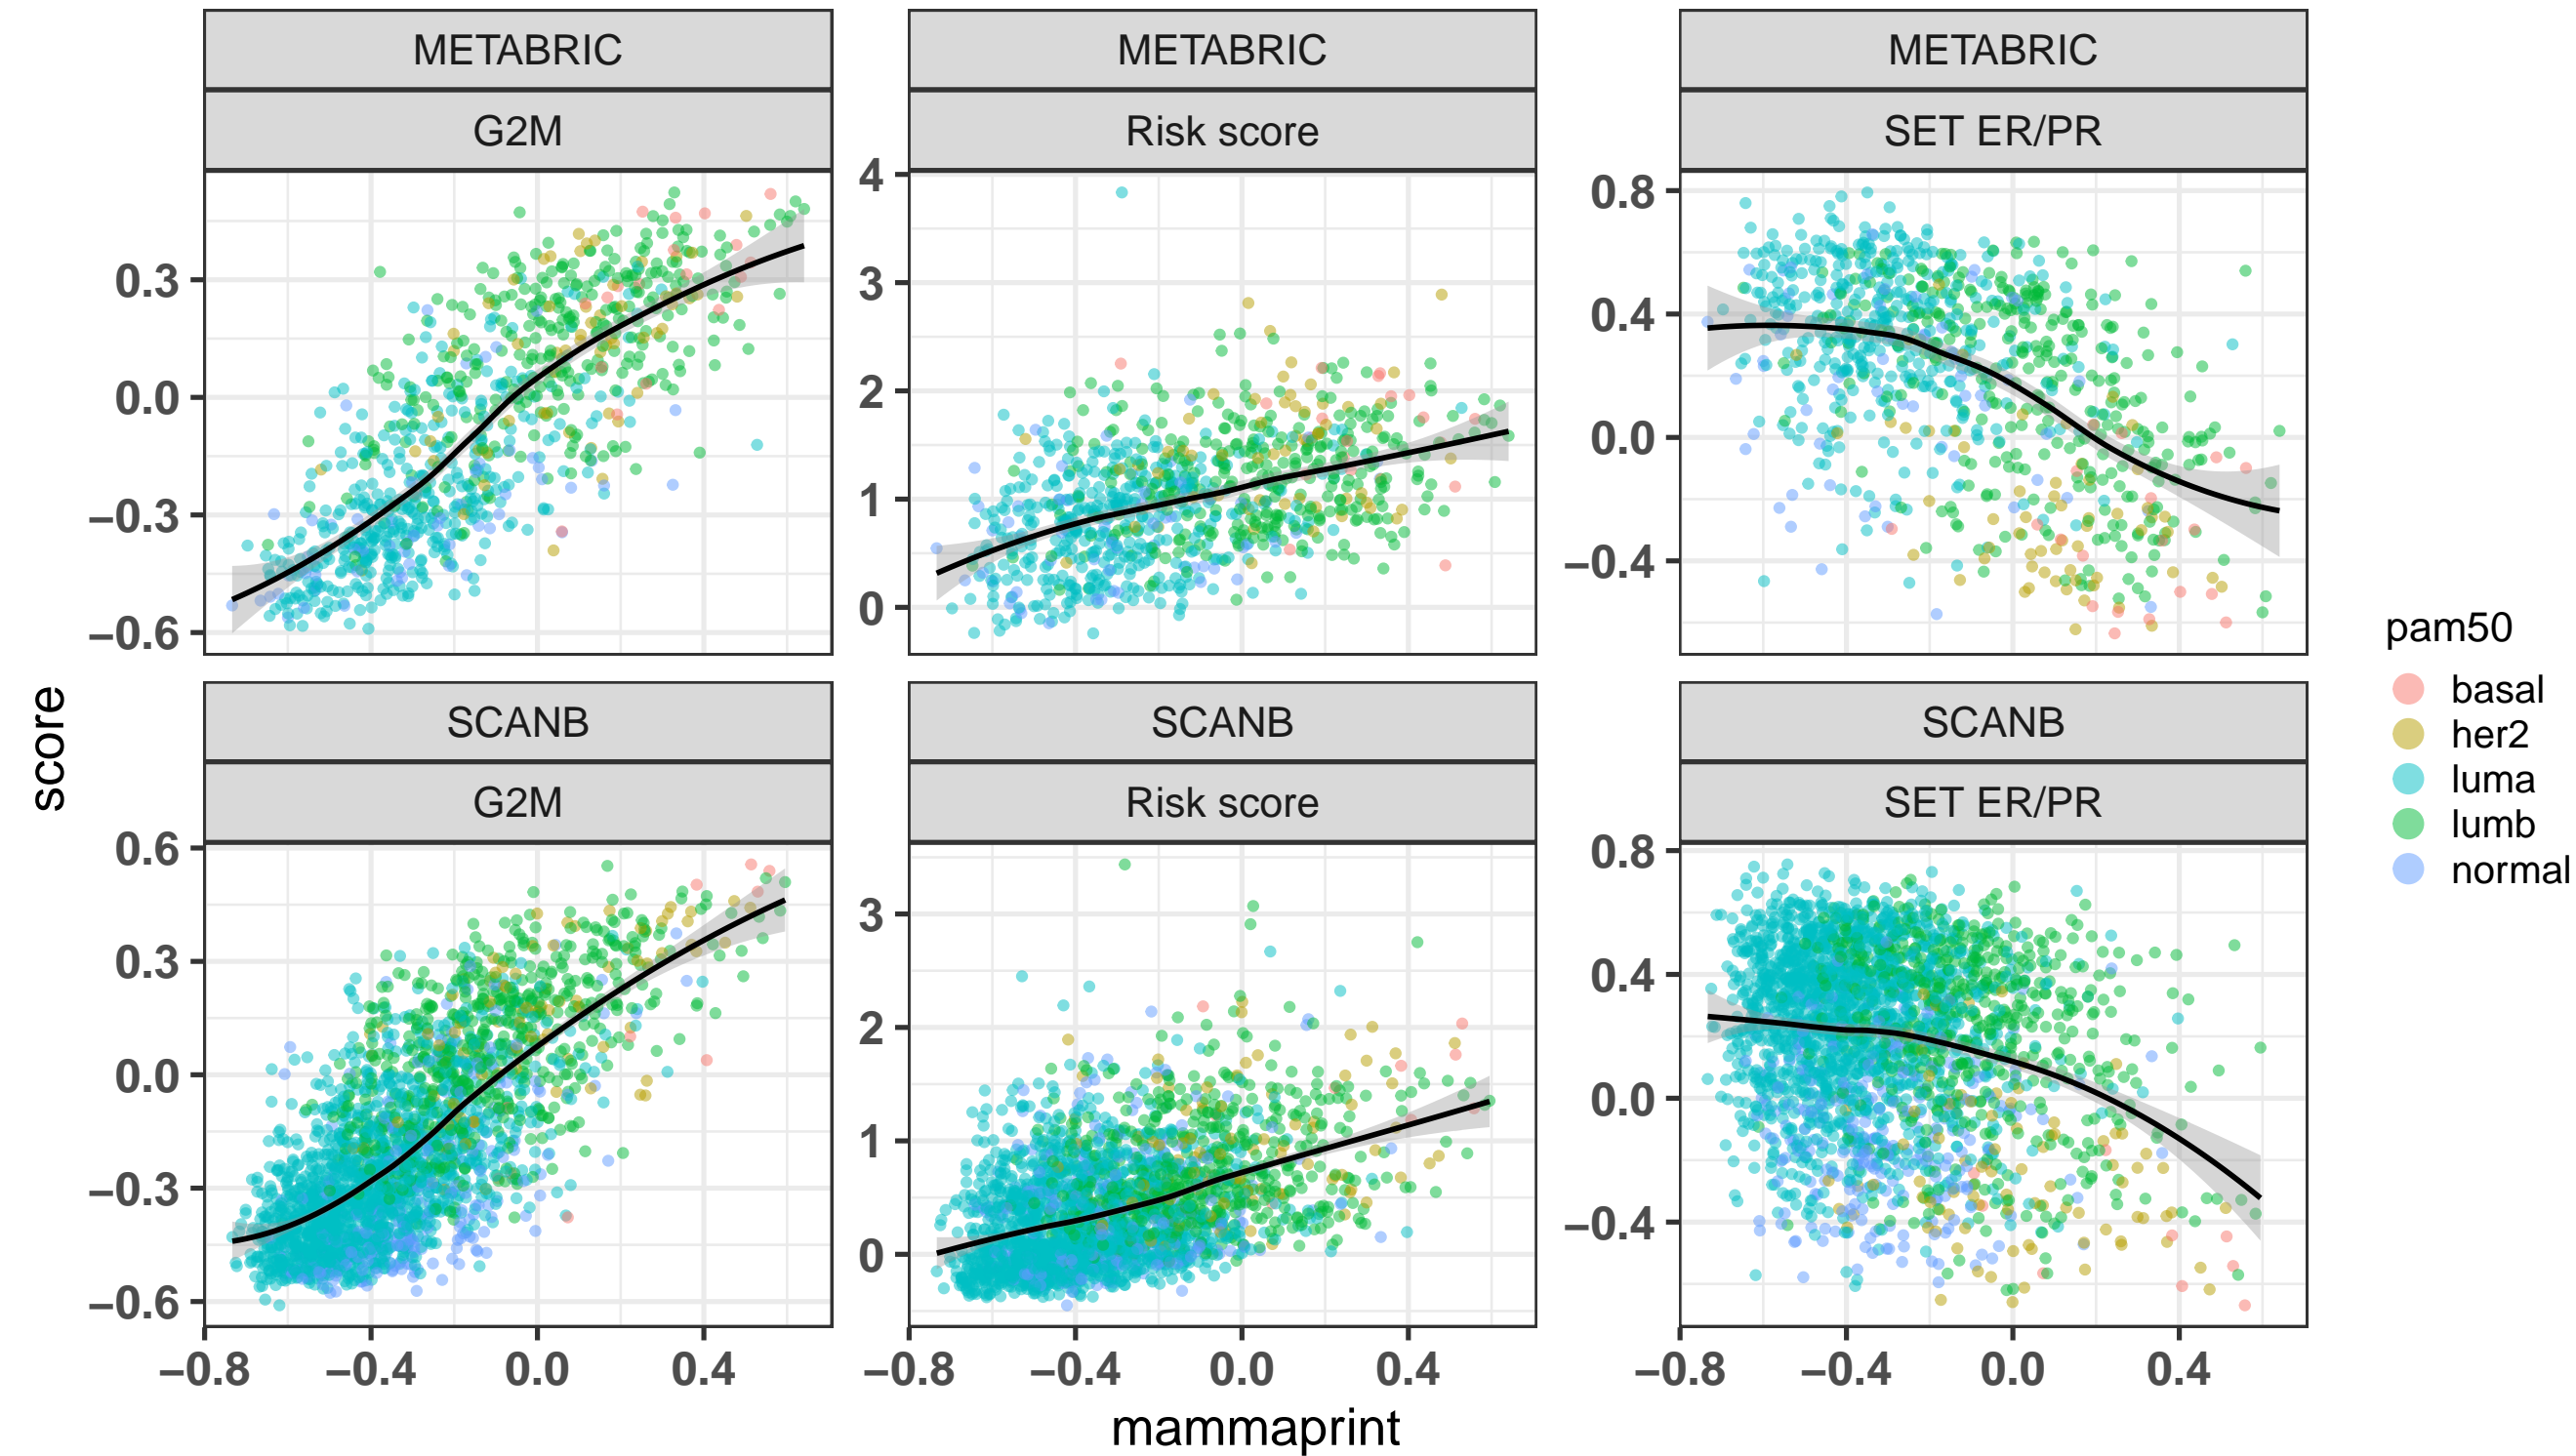 METABRIC
METABRIC
METABRIC
G2M
Risk score
SET ER/PR
0.3
0.0
−0.3
−0.6
4
3
2
1
0
0.8
0.4
0.0
−0.4
SCANB
SCANB
SCANB
G2M
Risk score
SET ER/PR
0.6
0.3
0.0
−0.3
−0.6
3
2
1
0
0.8
0.4
0.0
−0.4
−0.8 −0.4 0.0 0.4
−0.8 −0.4 0.0 0.4
−0.8 −0.4 0.0 0.4
mammaprint
score
pam50
basal
her2
luma
lumb
normal